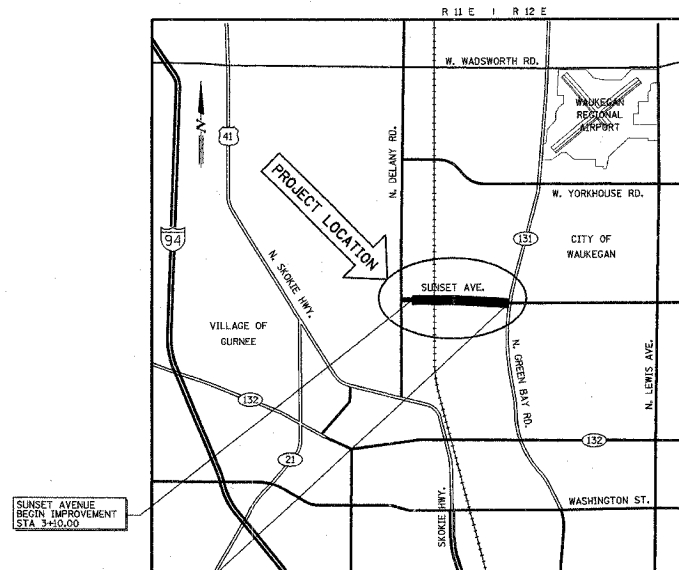 R 11 E | R 12 E
W. WADSWORTH RD.
WAUKEGAN
REGIONAL
AIRPORT
N
41
N. DELANY RD.
PROJECT LOCATION
W. YORKHOUSE RD.
94
131
CITY OF
WAUKEGAN
N. SKOKIE HWY.
SUNSET AVE.
VILLAGE OF
GURNEE
N. GREEN BAY RD.
N. LEWIS AVE.
132
132
21
SKOKIE HWY.
WASHINGTON ST.
SUNSET AVENUE
BEGIN IMPROVEMENT
STA 3+10.00